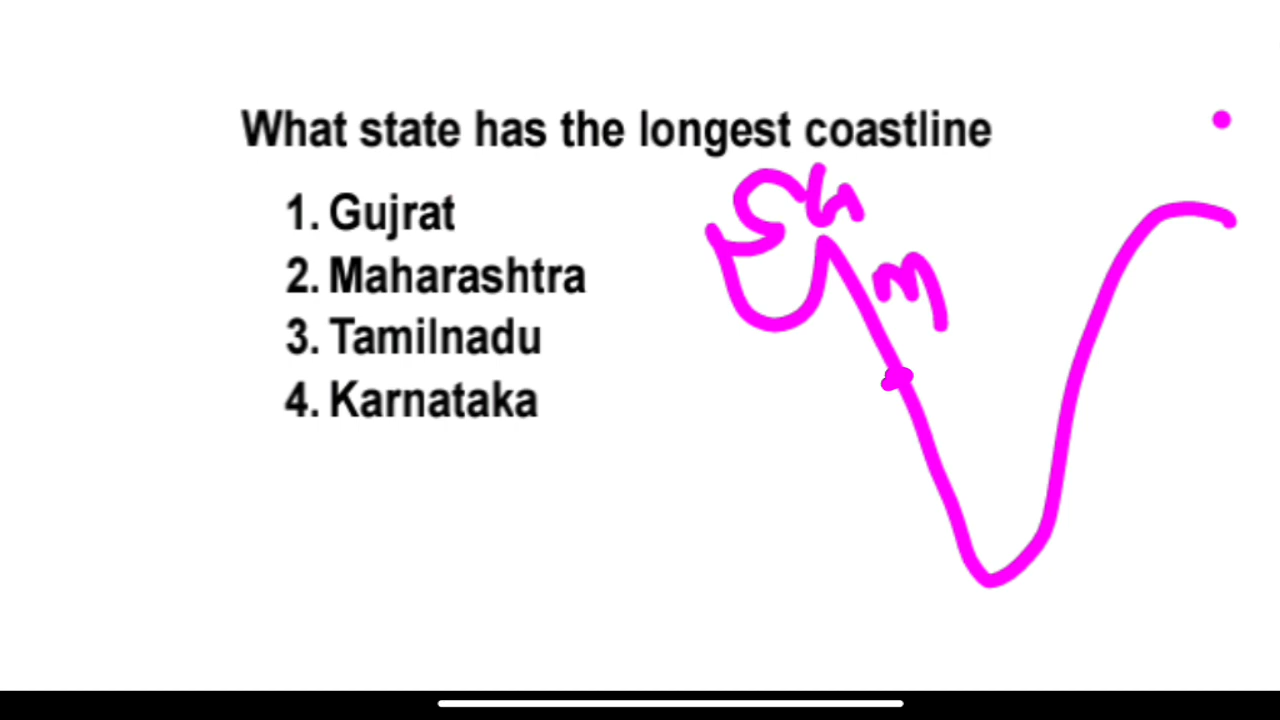 What state has the longest coastline
1. Gujrat
2. Maharashtra
3. Tamilnadu
4. Karnataka
m